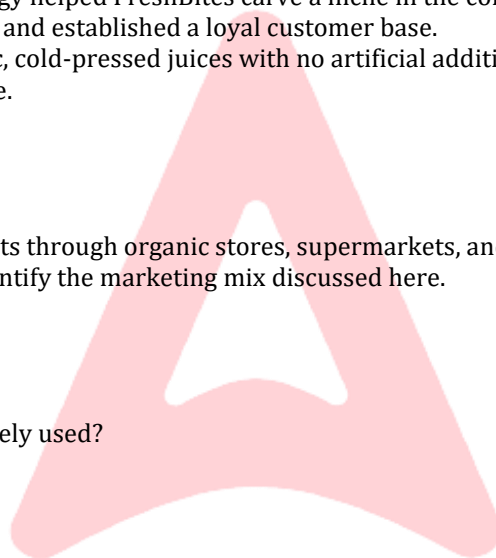 gy helped FreshBites carve a niche in the co
and established a loyal customer base.
, cold-pressed juices with no artificial additi
e.
ts through organic stores, supermarkets, and
ntify the marketing mix discussed here.
ely used?